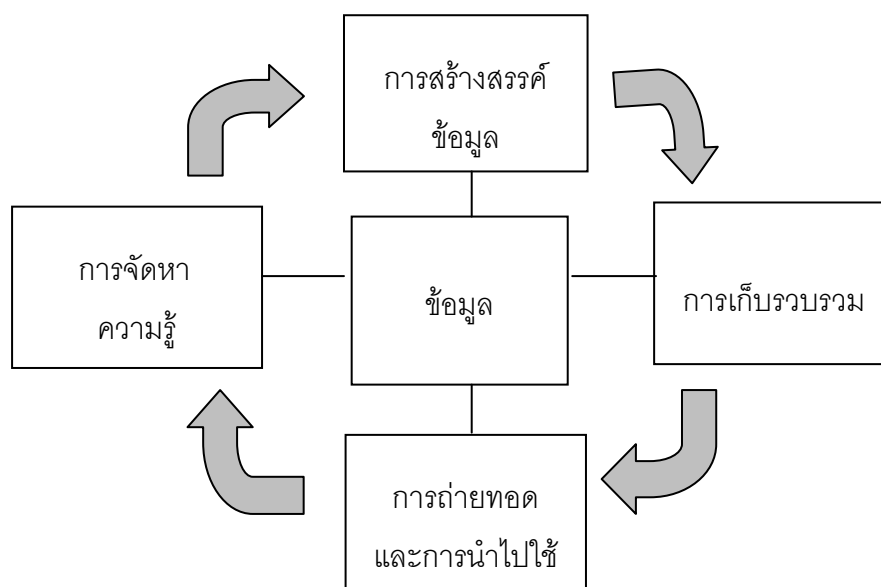 การสร้างสรรค์
ข้อมูล
การจัดหา
ความรู้
ข้อมูล
การเก็บรวบรวม
การถ่ายทอด
และการนำไปใช้